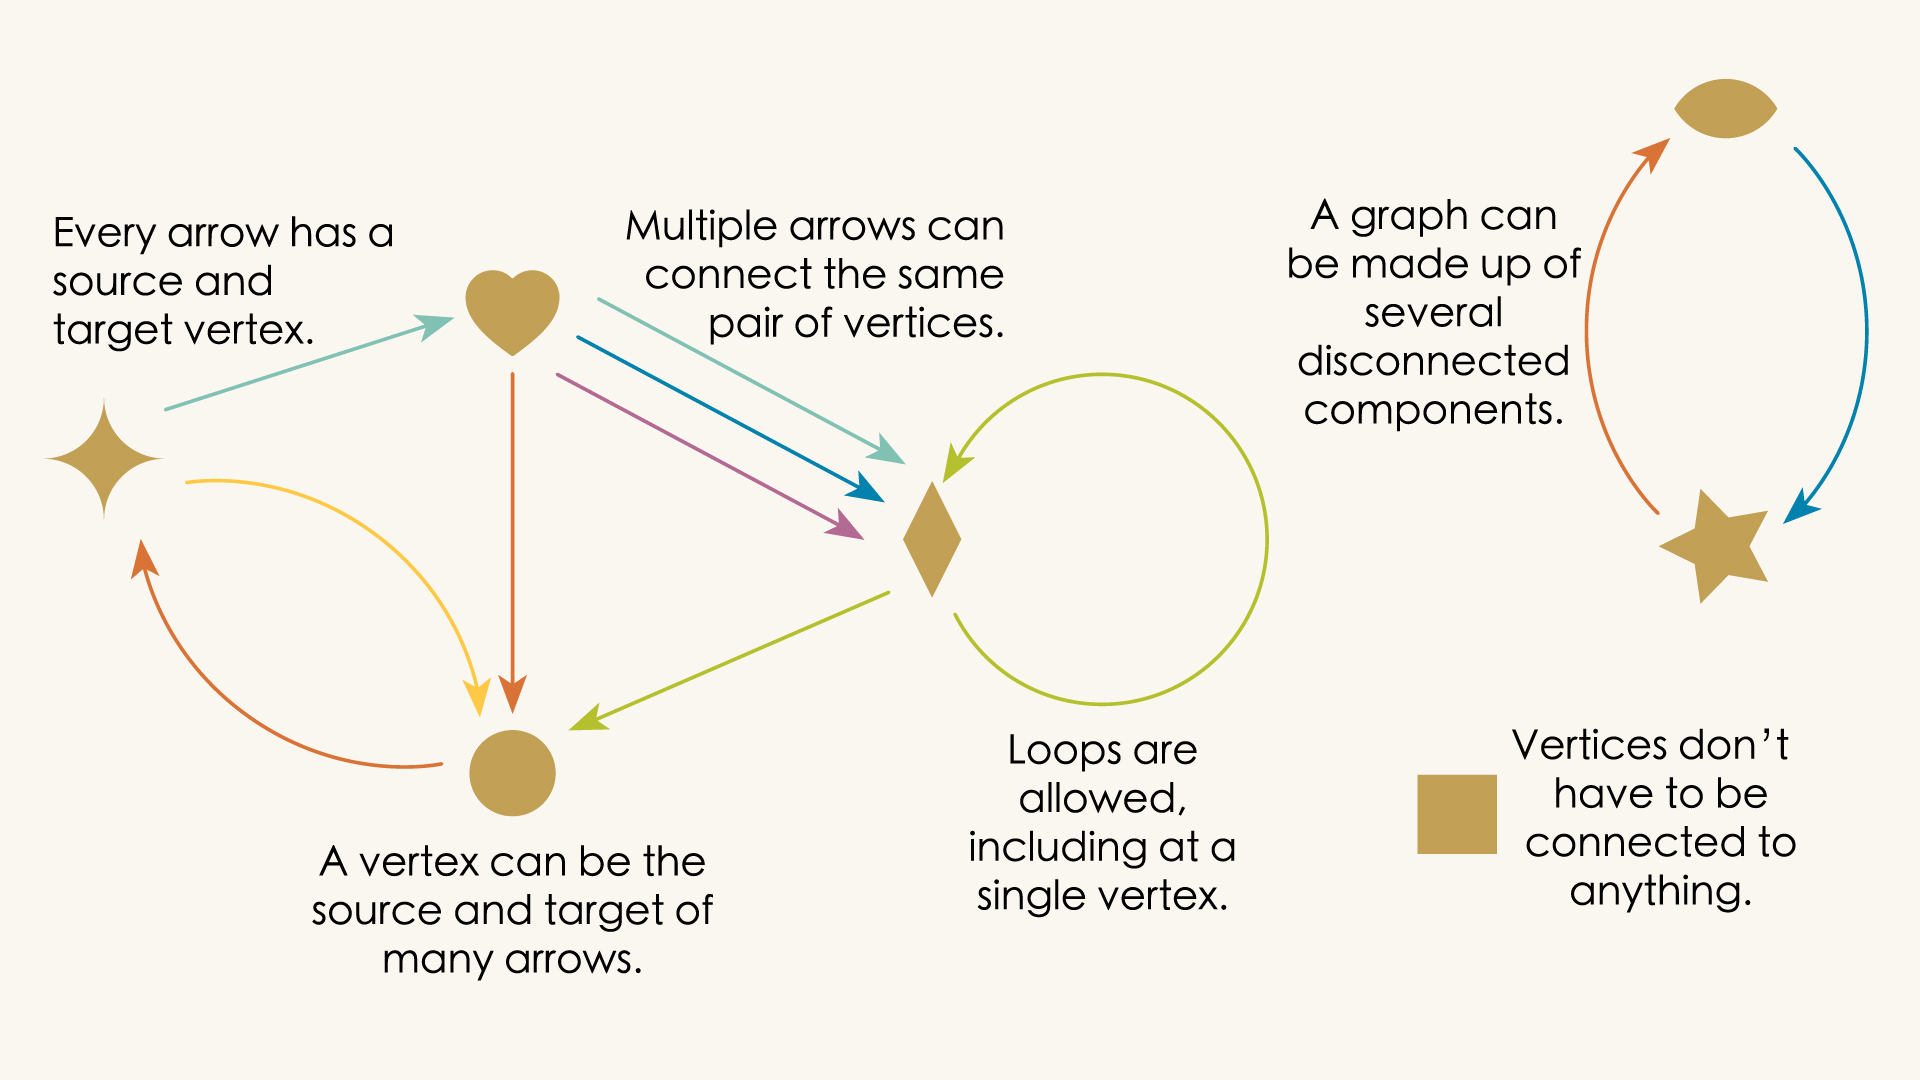 Every arrow has a
source and
target vertex.
Multiple arrows can
connect the same
pair of vertices.
A graph can
be made up of
several
disconnected
components.
Loops are
allowed,
including at a
single vertex.
Vertices don’t
have to be
connected to
anything.
A vertex can be the
source and target of
many arrows.